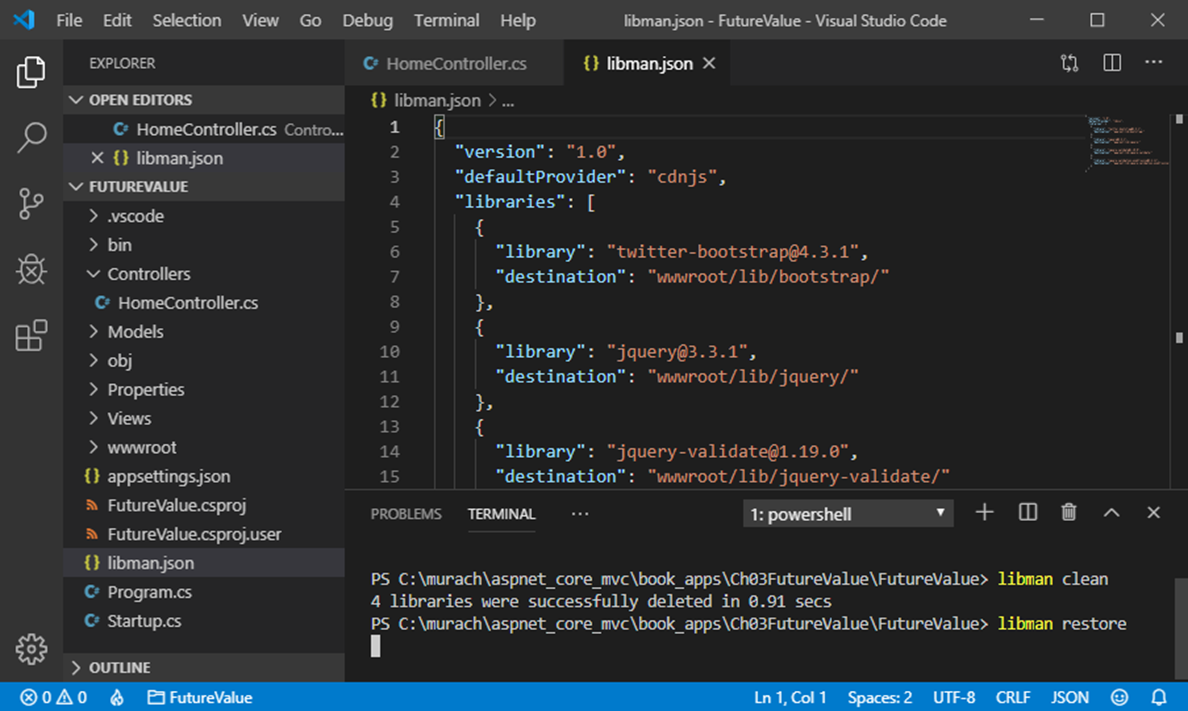 File Edit Selection View Go Debug Terminal Help libman.json - FutureValue - Visual Studio Code
EXPLORER
OPEN EDITORS
HomeController.cs Contro...
libman.json
FUTUREVALUE
.vscode
bin
Controllers
HomeController.cs
Models
obj
Properties
Views
wwwroot
appsettings.json
FutureValue.csproj
FutureValue.csproj.user
libman.json
Program.cs
Startup.cs
OUTLINE
HomeController.cs libman.json
libman.json > ...
1 {
2 "version": "1.0",
3 "defaultProvider": "cdnjs",
4 "libraries": [
5 {
6 "library": "twitter-bootstrap@4.3.1",
7 "destination": "wwwroot/lib/bootstrap/"
8 },
9 {
10 "library": "jquery@3.3.1",
11 "destination": "wwwroot/lib/jquery/"
12 },
13 {
14 "library": "jquery-validate@1.19.0",
15 "destination": "wwwroot/lib/jquery-validate/"
PROBLEMS TERMINAL ... 1: powershell
PS C:\murach\aspnet_core_mvc\book_apps\Ch03FutureValue\FutureValue> libman clean
4 libraries were successfully deleted in 0.91 secs
PS C:\murach\aspnet_core_mvc\book_apps\Ch03FutureValue\FutureValue> libman restore
0 0 FutureValue Ln 1, Col 1 Spaces: 2 UTF-8 CRLF JSON